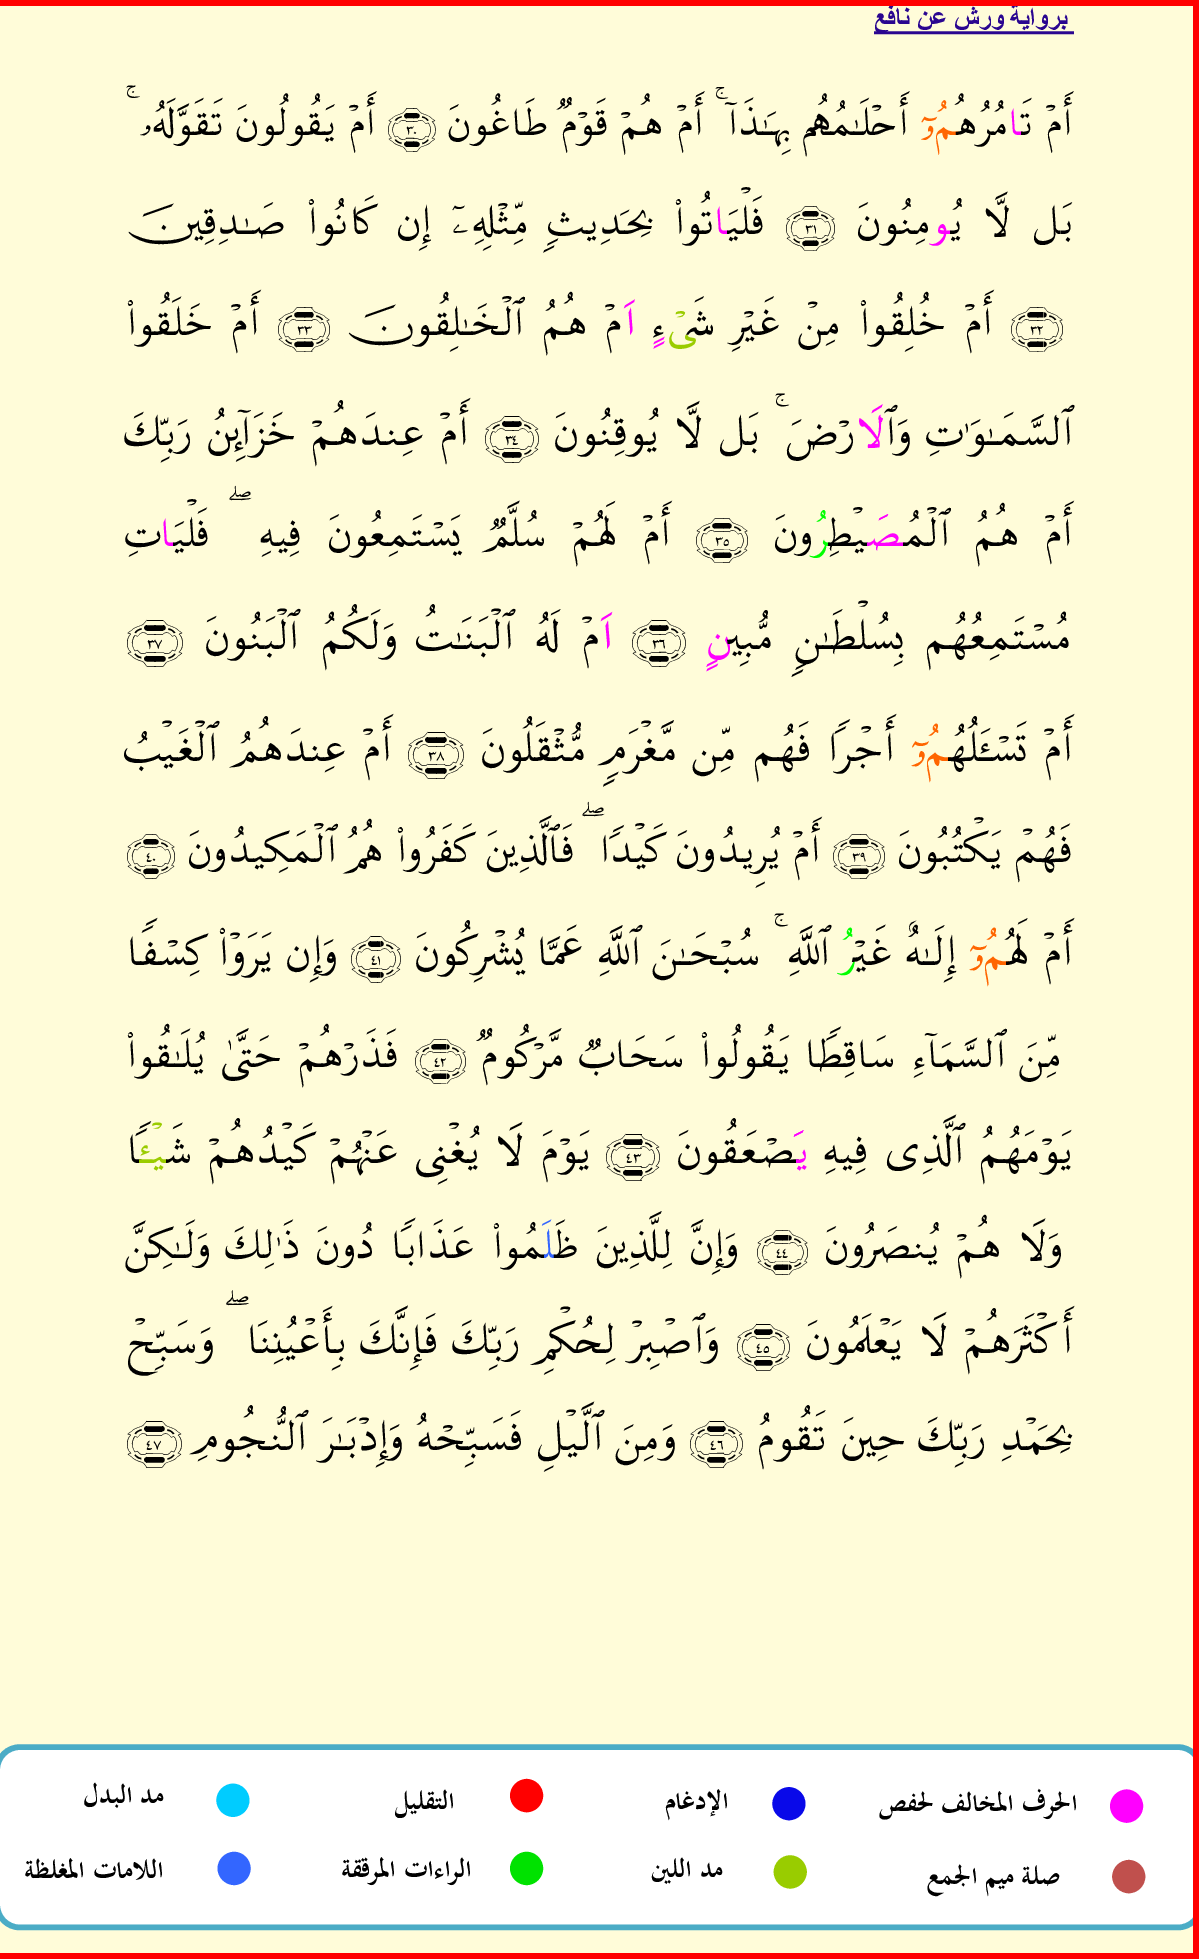 برواية ورش عن نافع
أَمْ تَامُرُهُمُوٓ أَحْلَـٰمُهُم بِهَـٰذَآ ۚ أَمْ هُمْ قَوْمٌ طَاغُونَ ٣٠ أَمْ يَقُولُونَ تَقَوَّلَهُۥ ۚ
بَل لَّا يُومِنُونَ ٣١ فَلْيَاتُوا۟ بِحَدِيثٍ مِّثْلِهِۦٓ إِن كَانُوا۟ صَـٰدِقِينَ
٣٢ أَمْ خُلِقُوا۟ مِنْ غَيْرِ شَىْءٍ اَمْ هُمُ ٱلْخَـٰلِقُونَ ٣٣ أَمْ خَلَقُوا۟
ٱلسَّمَـٰوَٰتِ وَٱلَارْضَ ۚ بَل لَّا يُوقِنُونَ ٣٤ أَمْ عِندَهُمْ خَزَآئِنُ رَبِّكَ
أَمْ هُمُ ٱلْمُصَيْطِرُونَ ٣٥ أَمْ لَهُمْ سُلَّمٌ يَسْتَمِعُونَ فِيهِ ۖ فَلْيَاتِ
مُسْتَمِعُهُم بِسُلْطَـٰنٍ مُّبِينٍ ٣٦ اَمْ لَهُ ٱلْبَنَـٰتُ وَلَكُمُ ٱلْبَنُونَ ٣٧
أَمْ تَسْـَٔلُهُمُوٓ أَجْرًا فَهُم مِّن مَّغْرَمٍ مُّثْقَلُونَ ٣٨ أَمْ عِندَهُمُ ٱلْغَيْبُ
فَهُمْ يَكْتُبُونَ ٣٩ أَمْ يُرِيدُونَ كَيْدًا ۖ فَٱلَّذِينَ كَفَرُوا۟ هُمُ ٱلْمَكِيدُونَ ٤٠
أَمْ لَهُمُوٓ إِلَـٰهٌ غَيْرُ ٱللَّهِ ۚ سُبْحَـٰنَ ٱللَّهِ عَمَّا يُشْرِكُونَ ٤١ وَإِن يَرَوْا۟ كِسْفًا
مِّنَ ٱلسَّمَآءِ سَاقِطًا يَقُولُوا۟ سَحَابٌ مَّرْكُومٌ ٤٢ فَذَرْهُمْ حَتَّىٰ يُلَـٰقُوا۟
يَوْمَهُمُ ٱلَّذِى فِيهِ يَصْعَقُونَ ٤٣ يَوْمَ لَا يُغْنِى عَنْهُمْ كَيْدُهُمْ شَيْـًٔا
وَلَا هُمْ يُنصَرُونَ ٤٤ وَإِنَّ لِلَّذِينَ ظَلَمُوا۟ عَذَابًا دُونَ ذَٰلِكَ وَلَـٰكِنَّ
أَكْثَرَهُمْ لَا يَعْلَمُونَ ٤٥ وَٱصْبِرْ لِحُكْمِ رَبِّكَ فَإِنَّكَ بِأَعْيُنِنَا ۖ وَسَبِّحْ
بِحَمْدِ رَبِّكَ حِينَ تَقُومُ ٤٦ وَمِنَ ٱلَّيْلِ فَسَبِّحْهُ وَإِدْبَـٰرَ ٱلنُّجُومِ ٤٧
الحرف المخالف لحفص الإدغام التقليل مد البدل
صلة ميم الجمع مد اللين الراءات المرققة اللامات المغلظة